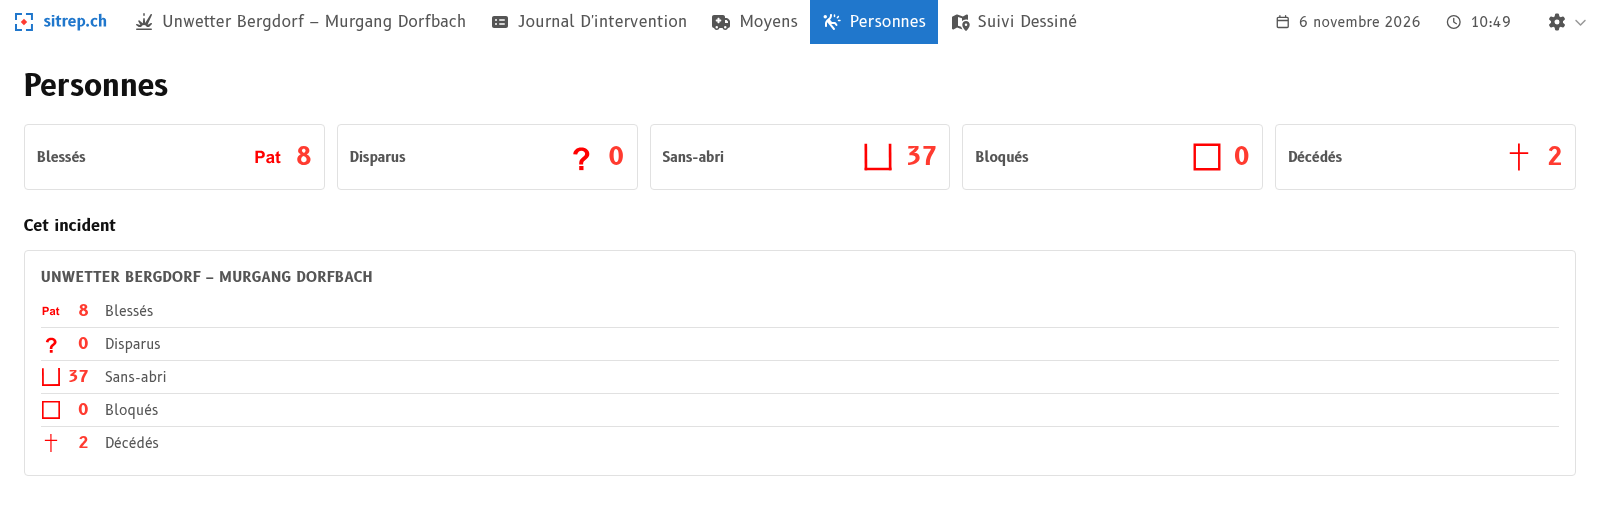 sitrep.ch Unwetter Bergdorf – Murgang Dorfbach Journal D'intervention Moyens Personnes Suivi Dessiné 6 novembre 2026 10:49
Personnes
Blessés Pat 8 Disparus ? 0 Sans-abri 37 Bloqués 0 Décédés 2
Cet incident
UNWETTER BERGDORF – MURGANG DORFBACH
Pat 8 Blessés
? 0 Disparus
37 Sans-abri
0 Bloqués
2 Décédés